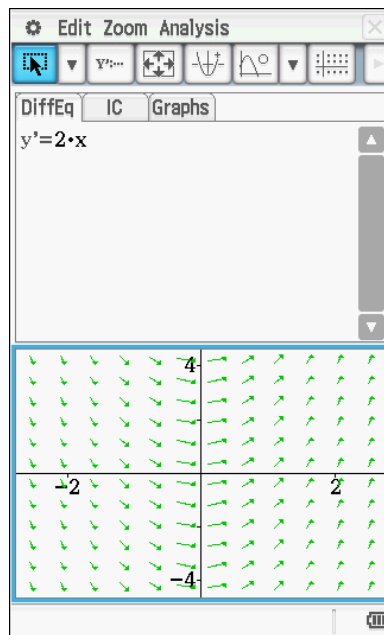 Edit Zoom Analysis
Y':…
DiffEq IC Graphs
y'=2·x
4
-2 2
-4